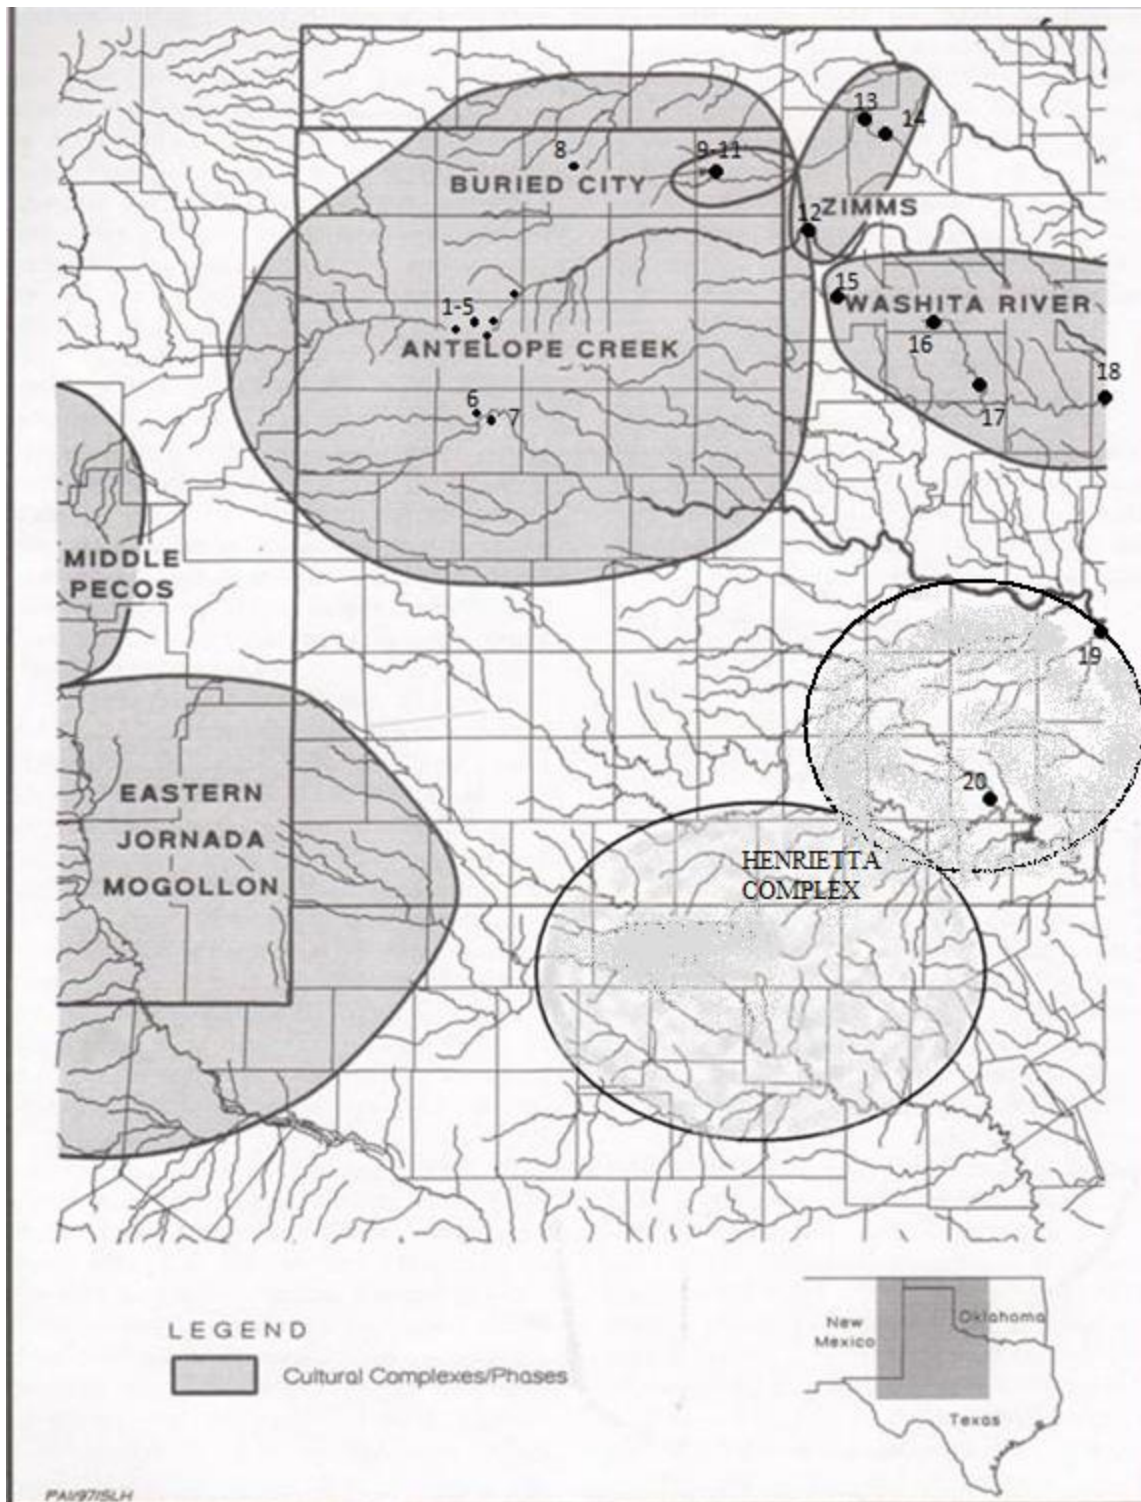 13
14
8
9-11
BURIED CITY
12
ZIMMS
15
WASHITA RIVER
1-5
16
ANTELOPE CREEK
18
6
7
17
MIDDLE
PECOS
19
20
EASTERN
JORNADA
MOGOLLON
HENRIETTA
COMPLEX
LEGEND
Cultural Complexes/Phases
New
Mexico
Oklahoma
Texas
PAI/97/SLH